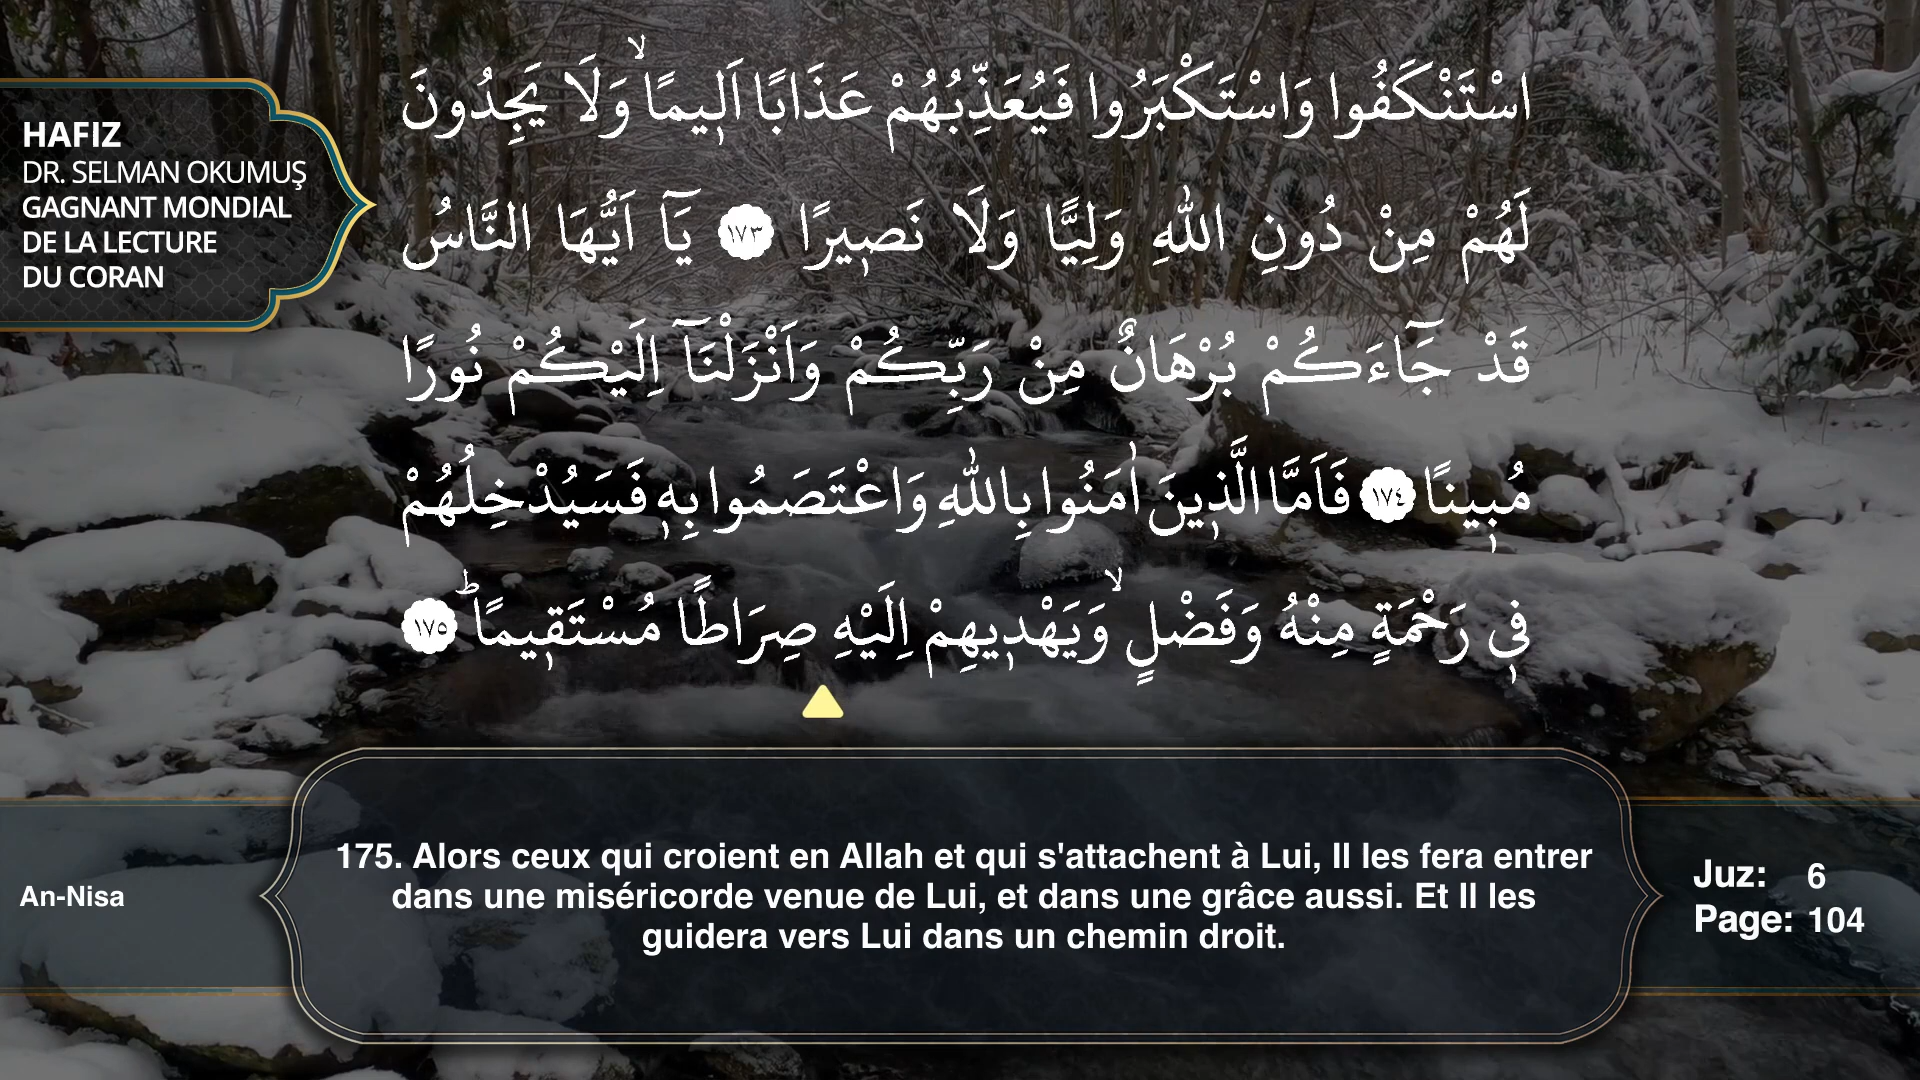 HAFIZ
DR. SELMAN OKUMUŞ
GAGNANT MONDIAL
DE LA LECTURE
DU CORAN
اسْتَنْكَفُوا وَاسْتَكْبَرُوا فَيُعَذِّبُهُمْ عَذَابًا اَل۪يمًاۙ وَلَا يَجِدُونَ
لَهُمْ مِنْ دُونِ اللّٰهِ وَلِيًّا وَلَا نَص۪يرًا ﴿١٧٣﴾ يَٓا اَيُّهَا النَّاسُ
قَدْ جَٓاءَكُمْ بُرْهَانٌ مِنْ رَبِّكُمْ وَاَنْزَلْنَٓا اِلَيْكُمْ نُورًا
مُب۪ينًا ﴿١٧٤﴾ فَاَمَّا الَّذ۪ينَ اٰمَنُوا بِاللّٰهِ وَاعْتَصَمُوا بِه۪ فَسَيُدْخِلُهُمْ
ف۪ي رَحْمَةٍ مِنْهُ وَفَضْلٍۙ وَيَهْد۪يهِمْ اِلَيْهِ صِرَاطًا مُسْتَق۪يمًاۜ ﴿١٧٥﴾
175. Alors ceux qui croient en Allah et qui s'attachent à Lui, Il les fera entrer
dans une miséricorde venue de Lui, et dans une grâce aussi. Et Il les
guidera vers Lui dans un chemin droit.
An-Nisa
Juz: 6
Page: 104